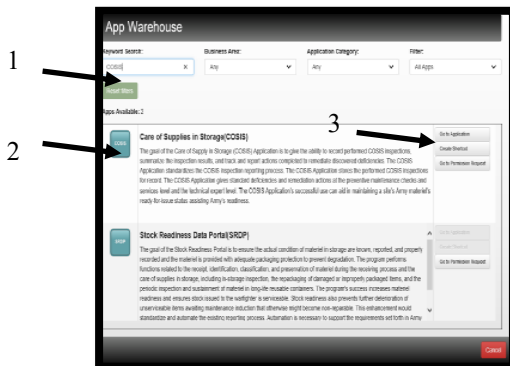 App Warehouse
Keyword Search: Business Area: Application Category: Filter:
COSIS x Any Any All Apps
Reset filters
Apps Available: 2
1
2
3
COSIS
Care of Supplies in Storage(COSIS)
The goal of the Care of Supply in Storage (COSIS) Application is to give the ability to record performed COSIS inspections,
summarize the inspection results, and track and report actions completed to remediate discovered deficiencies. The COSIS
Application standardizes the COSIS inspection reporting process. The COSIS Application stores the performed COSIS inspections
for record. The COSIS Application gives standard deficiencies and remediation actions at the preventive maintenance checks and
services level and the technical expert level. The COSIS Application's successful use can aid in maintaining a site's Army materiel's
ready-for-issue status assisting Army's readiness.
Go to Application
Create Shortcut
Go to Permission Request
SRDP
Stock Readiness Data Portal(SRDP)
The goal of the Stock Readiness Portal is to ensure the actual condition of materiel in storage are known, reported, and properly
recorded and the materiel is provided with adequate packaging protection to prevent degradation. The program performs
functions related to the receipt, identification, classification, and preservation of materiel during the receiving process and the
care of supplies in storage, including in-storage inspection, the repackaging of damaged or improperly packaged items, and the
periodic inspection and sustainment of materiel in long-life reusable containers. The program's success increases materiel
readiness and ensures stock issued to the warfighter is serviceable. Stock readiness also prevents further deterioration of
unserviceable items awaiting maintenance induction that otherwise might become non-repairable. This enhancement would
standardize and automate the existing reporting process. Automation is necessary to support the requirements set forth in Army
Go to Application
Create Shortcut
Go to Permission Request
Cancel